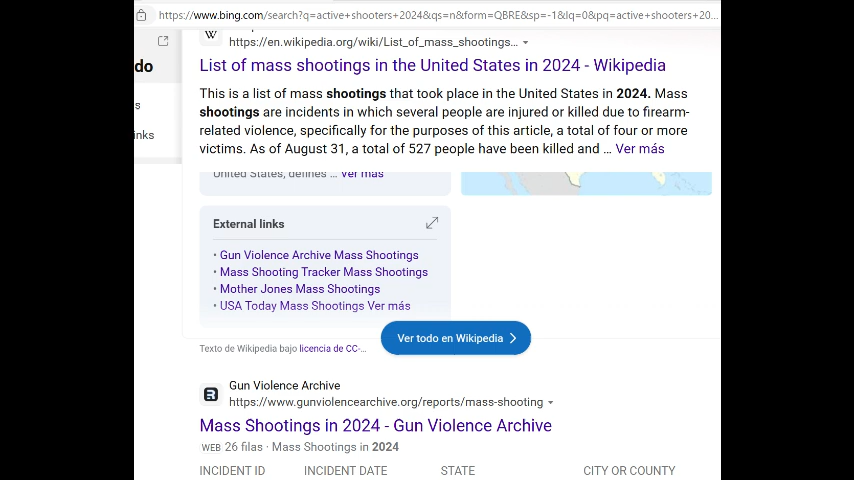 https://www.bing.com/search?q=active+shooters+2024&qs=n&form=QBRE&sp=-1&lq=0&pq=active+shooters+20...
W
https://en.wikipedia.org/wiki/List_of_mass_shootings...
do
List of mass shootings in the United States in 2024 - Wikipedia
This is a list of mass shootings that took place in the United States in 2024. Mass
s
shootings are incidents in which several people are injured or killed due to firearm-
inks
related violence, specifically for the purposes of this article, a total of four or more
victims. As of August 31, a total of 527 people have been killed and ... Ver más
United States, defines ... Ver más
External links
• Gun Violence Archive Mass Shootings
• Mass Shooting Tracker Mass Shootings
• Mother Jones Mass Shootings
• USA Today Mass Shootings Ver más
Ver todo en Wikipedia
Texto de Wikipedia bajo licencia de CC-...
Gun Violence Archive
https://www.gunviolencearchive.org/reports/mass-shooting
Mass Shootings in 2024 - Gun Violence Archive
WEB 26 filas · Mass Shootings in 2024
INCIDENT ID INCIDENT DATE STATE CITY OR COUNTY